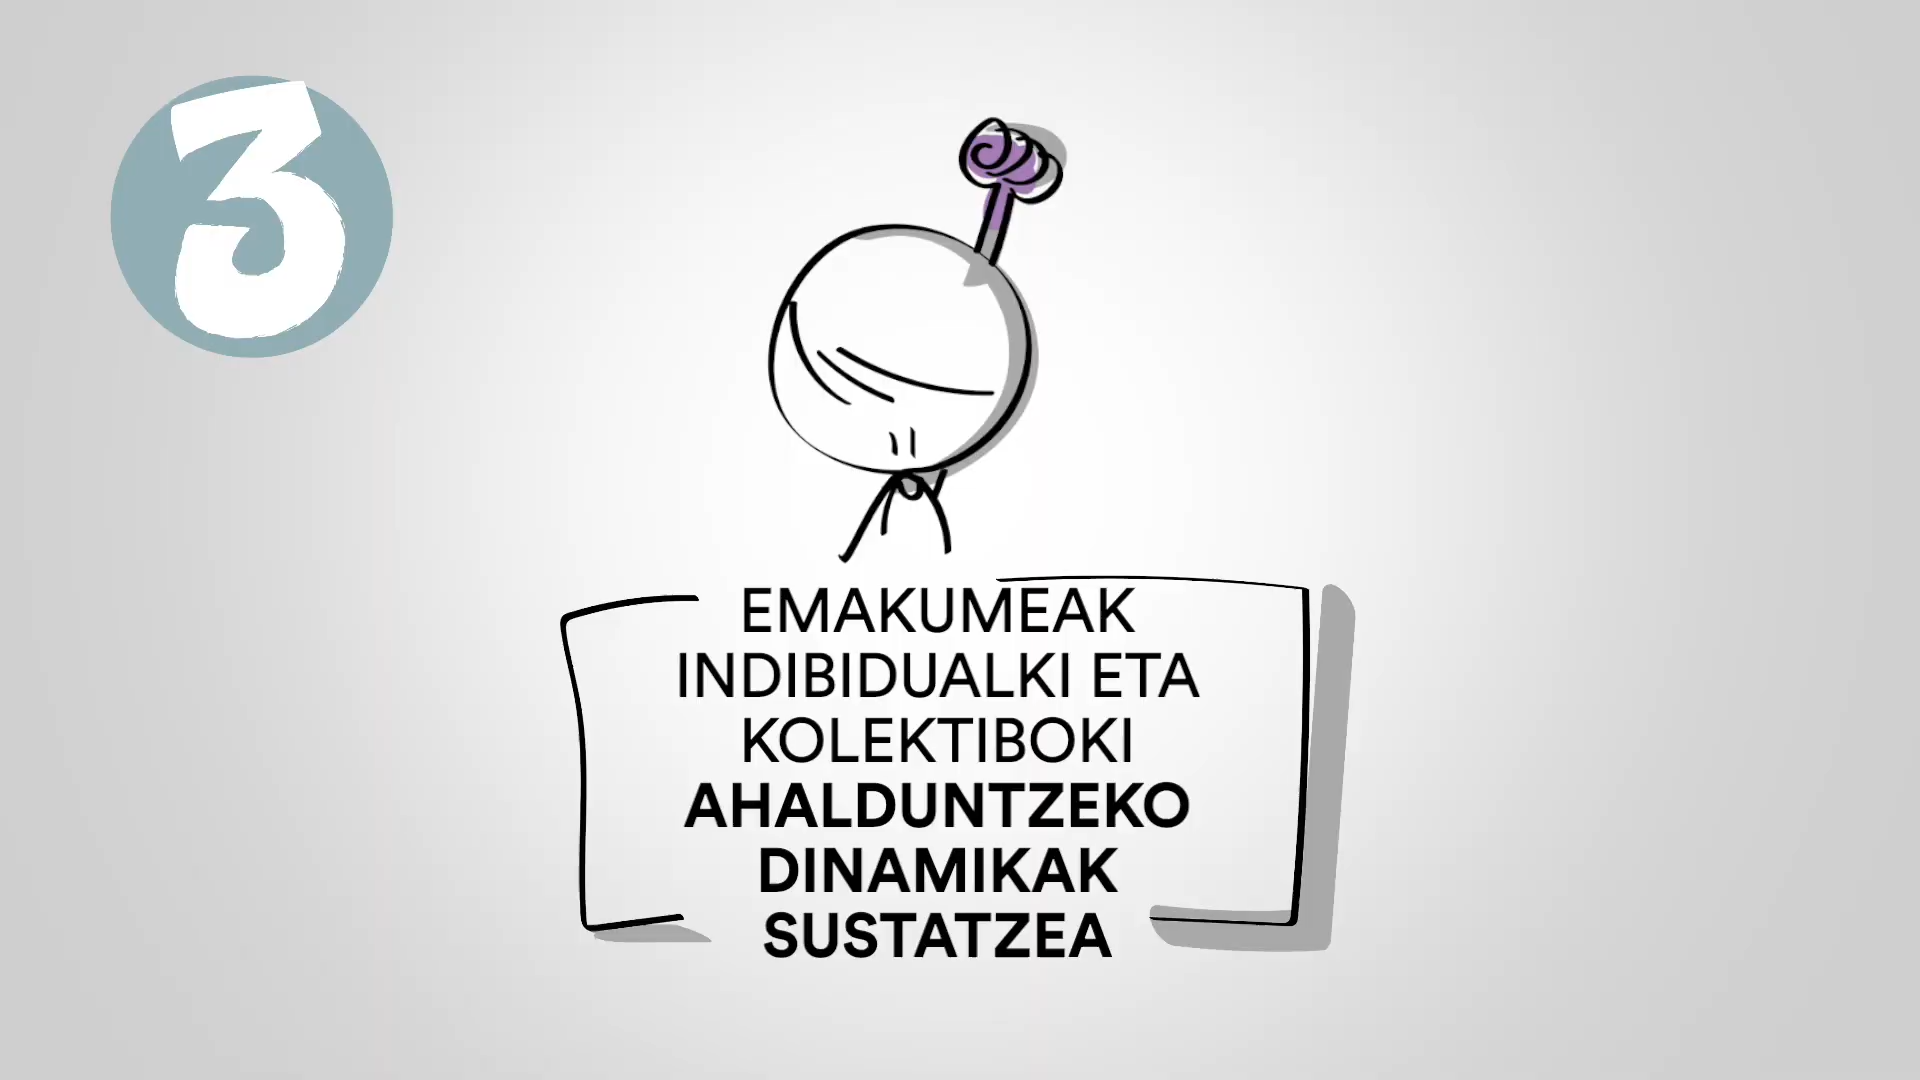 3
EMAKUMEAK
INDIBIDUALKI ETA
KOLEKTIBOKI
AHALDUNTZEKO
DINAMIKAK
SUSTATZEA